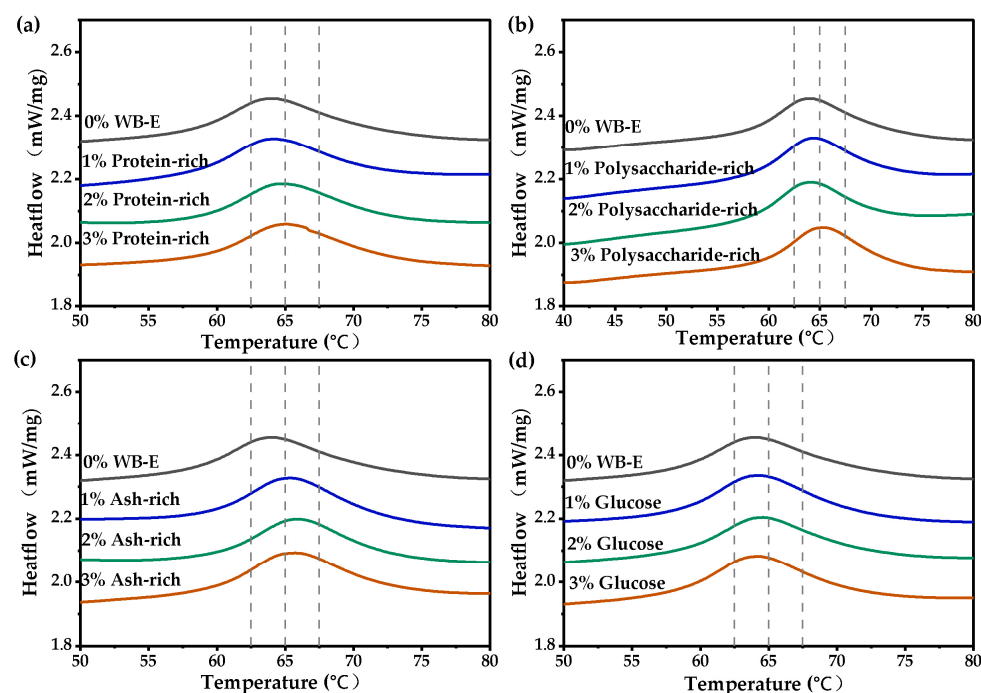 (a)
Heatflow （mW/mg)
2.6
2.4
2.2
2.0
1.8
0% WB-E
1% Protein-rich
2% Protein-rich
3% Protein-rich
50 55 60 65 70 75 80
Temperature (℃）
(b)
Heatflow （mW/mg)
2.6
2.4
2.2
2.0
1.8
0% WB-E
1% Polysaccharide-rich
2% Polysaccharide-rich
3% Polysaccharide-rich
40 45 50 55 60 65 70 75 80
Temperature (℃）
(c)
Heatflow （mW/mg)
2.6
2.4
2.2
2.0
1.8
0% WB-E
1% Ash-rich
2% Ash-rich
3% Ash-rich
50 55 60 65 70 75 80
Temperature (℃）
(d)
Heatflow （mW/mg)
2.6
2.4
2.2
2.0
1.8
0% WB-E
1% Glucose
2% Glucose
3% Glucose
50 55 60 65 70 75 80
Temperature (℃）